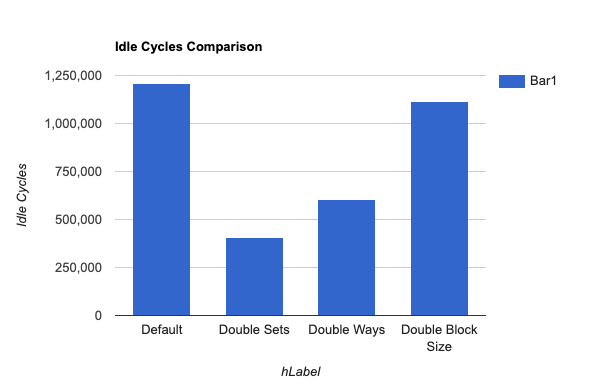 Idle Cycles Comparison
1,250,000
1,000,000
750,000
500,000
250,000
0
Idle Cycles
Default
Double Sets
Double Ways
Double Block
Size
hLabel
Bar1